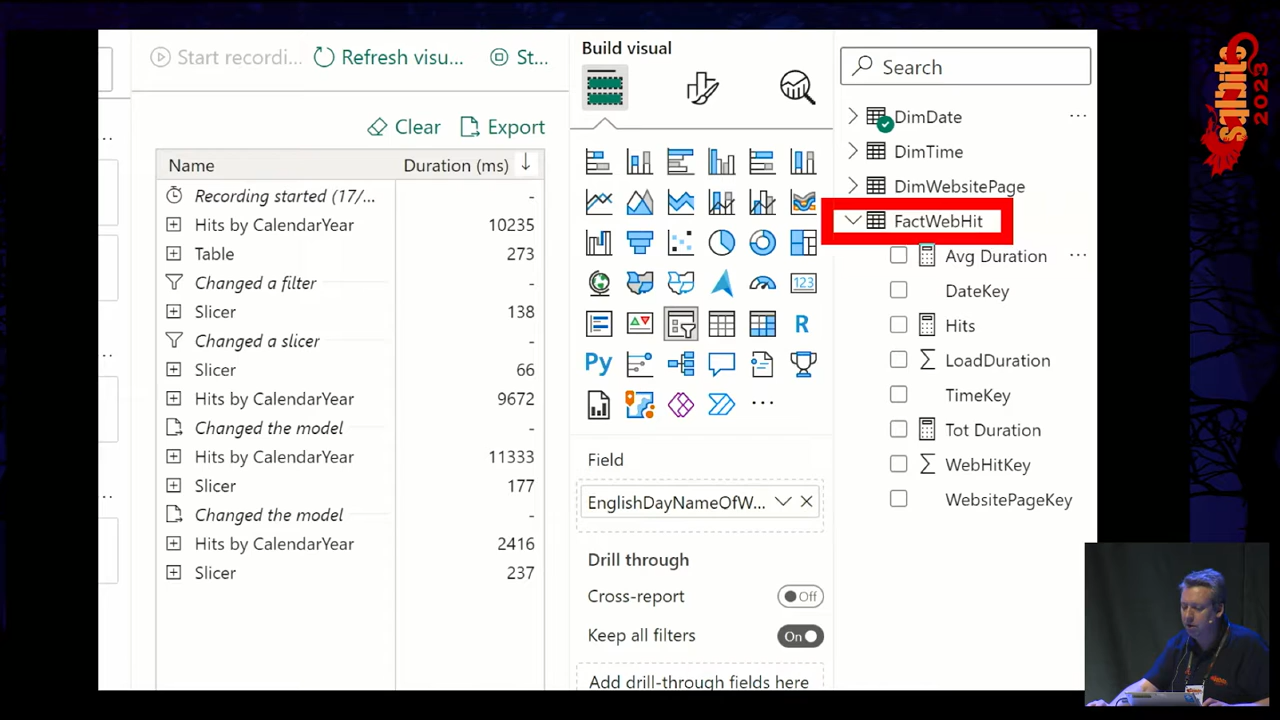 Start recordi...
Refresh visu...
St...
Clear
Export
Name
Duration (ms)
Recording started (17/...
-
Hits by CalendarYear
10235
Table
273
Changed a filter
-
Slicer
138
Changed a slicer
-
Slicer
66
Hits by CalendarYear
9672
Changed the model
-
Hits by CalendarYear
11333
Slicer
177
Changed the model
-
Hits by CalendarYear
2416
Slicer
237
Build visual
123
R
Py
...
Field
EnglishDayNameOfW...
Drill through
Cross-report
Off
Keep all filters
On
Add drill-through fields here
Search
DimDate
...
DimTime
DimWebsitePage
FactWebHit
Avg Duration
...
DateKey
Hits
Σ LoadDuration
TimeKey
Tot Duration
Σ WebHitKey
WebsitePageKey
sqlbits
2023